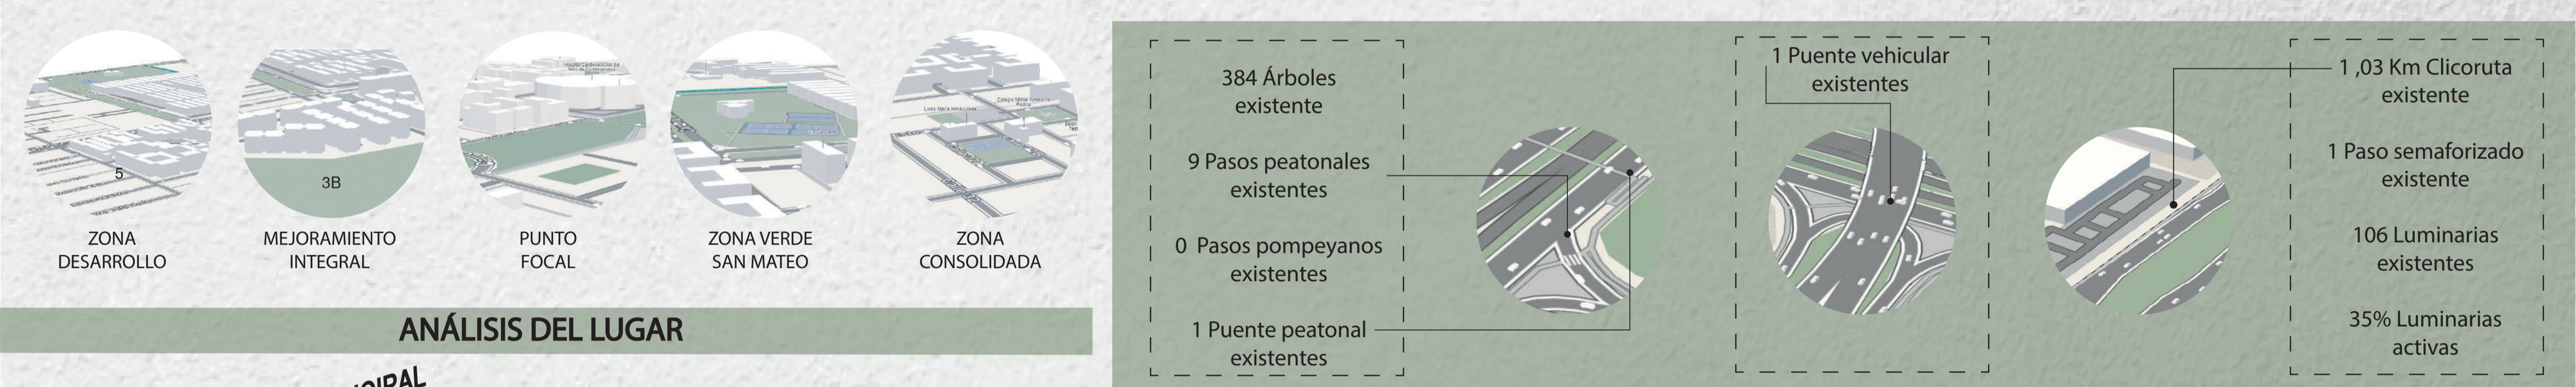 5
3B
ZONA
DESARROLLO
MEJORAMIENTO
INTEGRAL
PUNTO
FOCAL
ZONA VERDE
SAN MATEO
ZONA
CONSOLIDADA
ANÁLISIS DEL LUGAR
384 Árboles
existente
9 Pasos peatonales
existentes
0 Pasos pompeyanos
existentes
1 Puente peatonal
existentes
1 Puente vehicular
existentes
1 ,03 Km Clicoruta
existente
1 Paso semaforizado
existente
106 Luminarias
existentes
35% Luminarias
activas